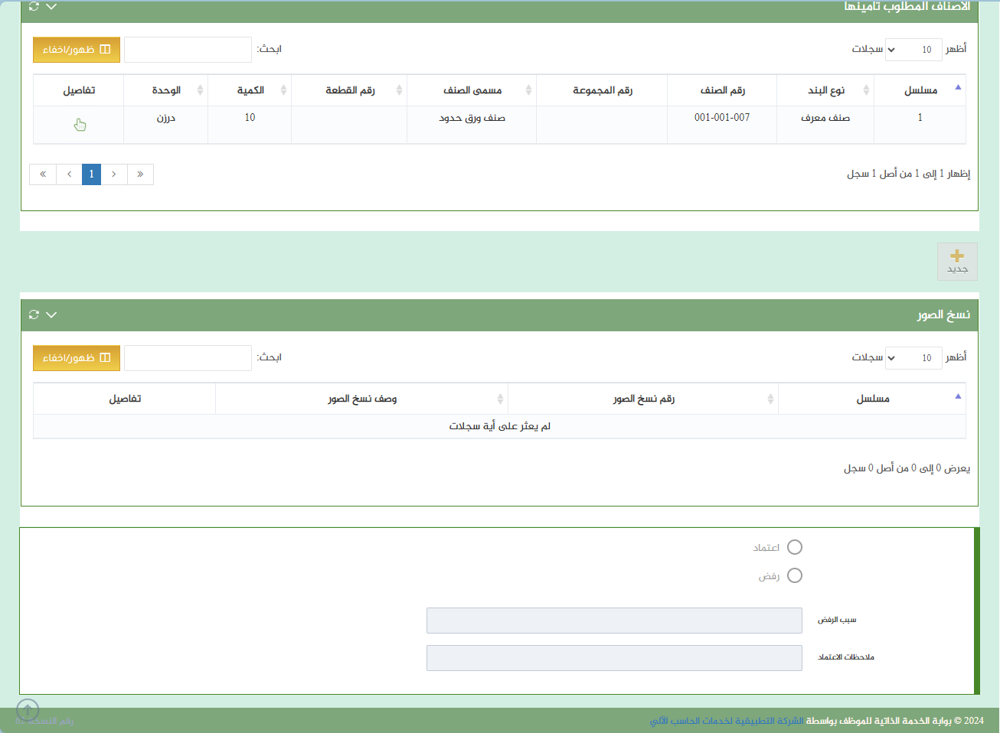 الاصناف المطلوب تامينها
أظهر 10 سجلات
ابحث:
ظهور/اخفاء
مسلسل نوع البند رقم الصنف رقم المجموعة مسمى الصنف رقم القطعة الكمية الوحدة تفاصيل
1 صنف معرف 001-001-007 صنف ورق حدود 10 درزن
إظهار 1 إلى 1 من أصل 1 سجل
« ‹ 1 › »
جديد
نسخ الصور
أظهر 10 سجلات
ابحث:
ظهور/اخفاء
مسلسل رقم نسخ الصور وصف نسخ الصور تفاصيل
لم يعثر على أية سجلات
يعرض 0 إلى 0 من أصل 0 سجل
اعتماد
رفض
سبب الرفض
ملاحظات الاعتماد
2024 © بوابة الخدمة الذاتية للموظف بواسطة الشركة التطبيقية لخدمات الحاسب الآلي
رقم النسخة